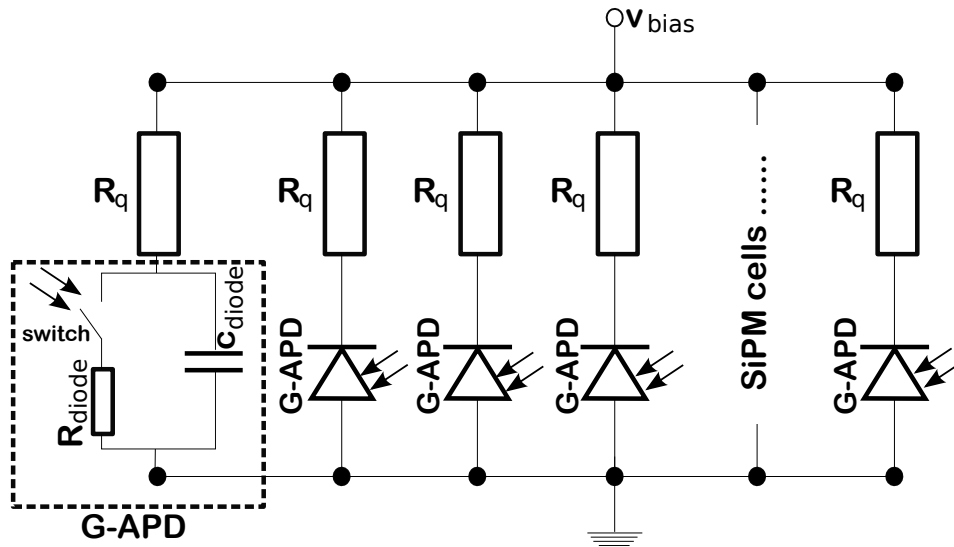 V bias
Rq
Rq
Rq
Rq
Rq
SiPM cells ......
switch
Rdiode
cdiode
G-APD
G-APD
G-APD
G-APD
G-APD